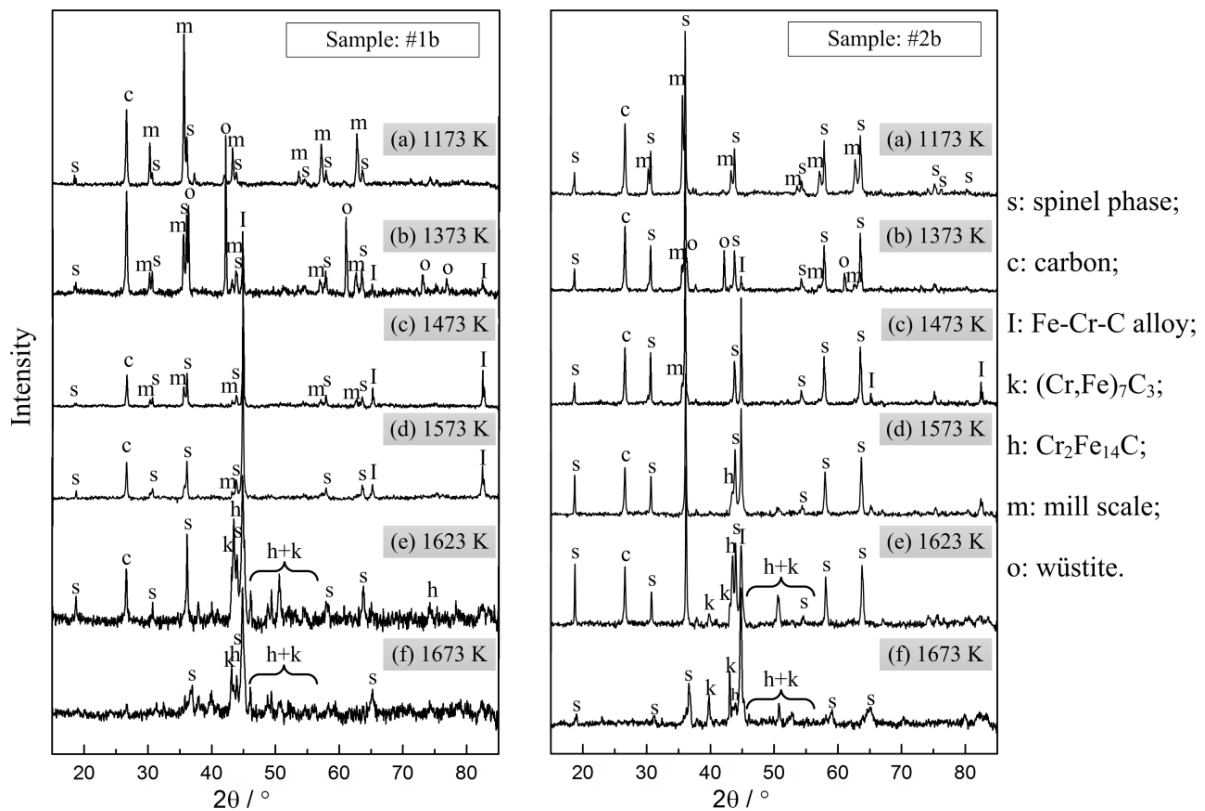 Sample: #1b
m
c
m
s
s
s
o
m
s
m
s
m
s
m
s
(a) 1173 K
s
m
s
m
s
o
m
s
I
o
m
s
m
s
I
o
o
I
(b) 1373 K
s
c
m
s
m
s
m
s
m
s
m
s
I
I
(c) 1473 K
s
c
s
s
m
s
s
s
I
I
(d) 1573 K
s
c
s
s
k
h
s
h+k
s
s
h
(e) 1623 K
s
k
h
s
h+k
s
(f) 1673 K
20 30 40 50 60 70 80
2θ / °
Intensity
Sample: #2b
s
m
c
s
m
s
m
s
m
s
m
s
m
s
s
s
s
(a) 1173 K
s
c
s
m
o
o
s
I
s
m
s
o
m
s
(b) 1373 K
s
c
s
m
s
s
s
s
I
I
(c) 1473 K
s
c
s
h
s
s
s
s
(d) 1573 K
s
c
s
k
k
h
s
I
h+k
s
s
s
(e) 1623 K
s
s
s
k
k
h
h+k
s
s
(f) 1673 K
20 30 40 50 60 70 80
2θ / °
s: spinel phase;
c: carbon;
I: Fe-Cr-C alloy;
k: (Cr,Fe)₇C₃;
h: Cr₂Fe₁₄C;
m: mill scale;
o: wüstite.